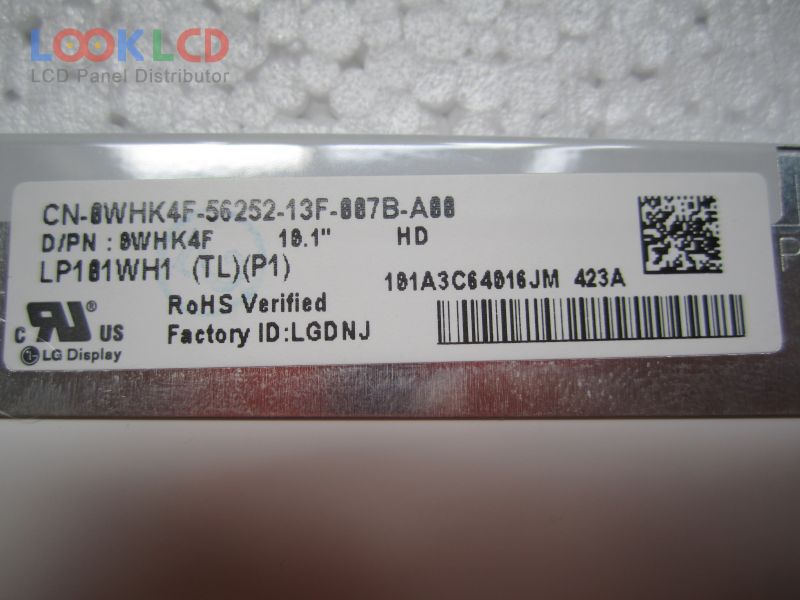 LOOKLCD
LCD Panel Distributor
CN-0WHK4F-56252-13F-007B-A00
D/PN : 0WHK4F 10.1" HD
LP101WH1 (TL)(P1)
101A3C64016JM 423A
RoHS Verified
c UR ® US
Factory ID:LGDNJ
LG Display